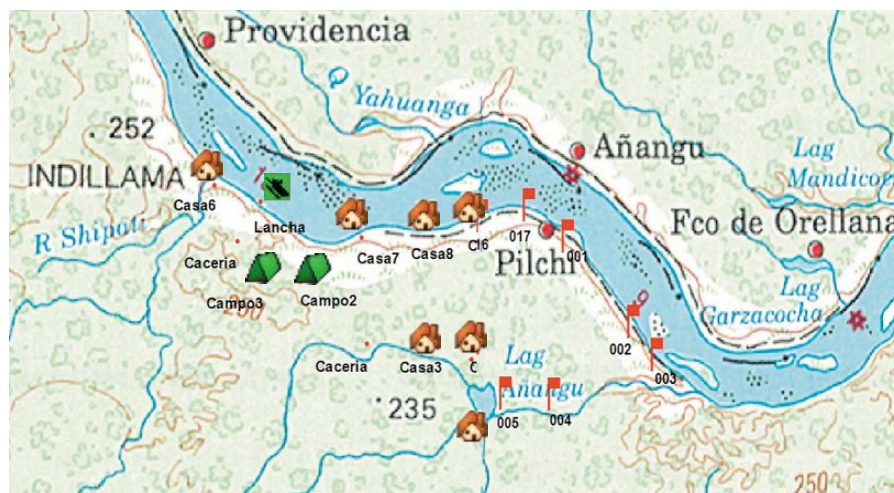 Providencia
Q Yahuanga
252
Añangu
Lag
Mandicor
INDILLAMA
Casa6
Lancha
Casa7
Casa8
Cl6
017
Pilchi
001
Fco de Orellana
R Shipati
Caceria
Campo3
Campo2
Lag
Garzacocha
002
003
Caceria
Casa3
C
Lag
Añangu
235
005
004
250